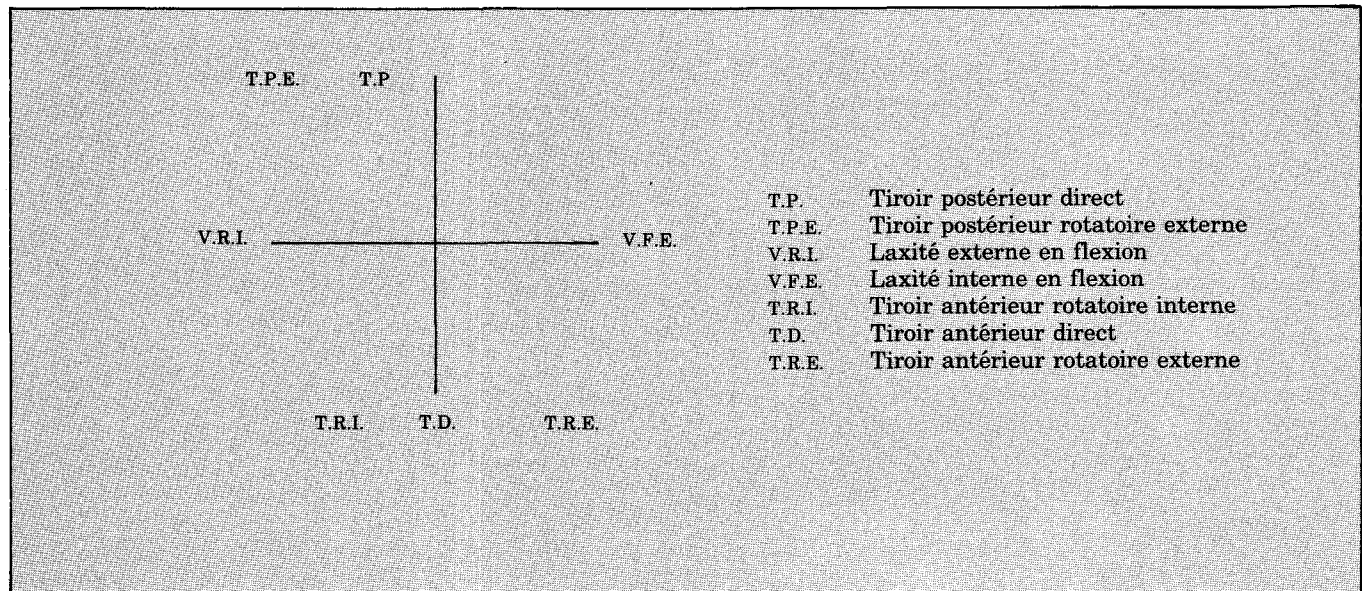 T.P.E. T.P
V.R.I. V.F.E.
T.R.I. T.D. T.R.E.
T.P. Tiroir postérieur direct
T.P.E. Tiroir postérieur rotatoire externe
V.R.I. Laxité externe en flexion
V.F.E. Laxité interne en flexion
T.R.I. Tiroir antérieur rotatoire interne
T.D. Tiroir antérieur direct
T.R.E. Tiroir antérieur rotatoire externe